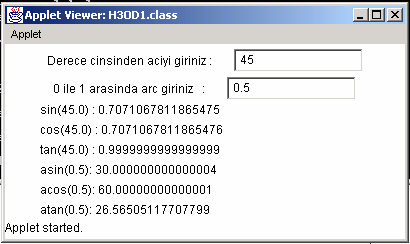 Applet Viewer: H3OD1.class
Applet
Derece cinsinden aciyi giriniz : 45
0 ile 1 arasinda arc giriniz : 0.5
sin(45.0) : 0.7071067811865475
cos(45.0) : 0.7071067811865476
tan(45.0) : 0.9999999999999999
asin(0.5): 30.000000000000004
acos(0.5): 60.00000000000001
atan(0.5): 26.56505117707799
Applet started.